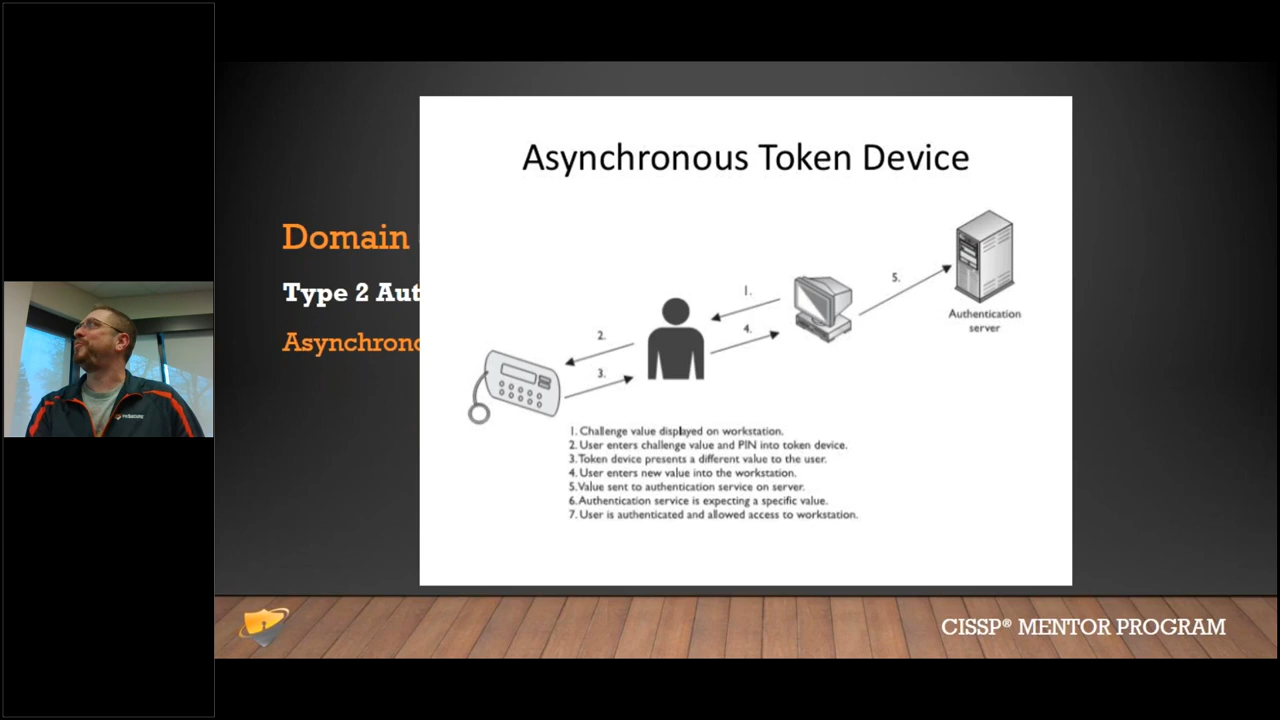 Asynchronous Token Device
Domain
Type 2 Aut
Asynchrono
1.
2.
3.
4.
5.
Authentication
server
1. Challenge value displayed on workstation.
2. User enters challenge value and PIN into token device.
3. Token device presents a different value to the user.
4. User enters new value into the workstation.
5. Value sent to authentication service on server.
6. Authentication service is expecting a specific value.
7. User is authenticated and allowed access to workstation.
CISSP® MENTOR PROGRAM